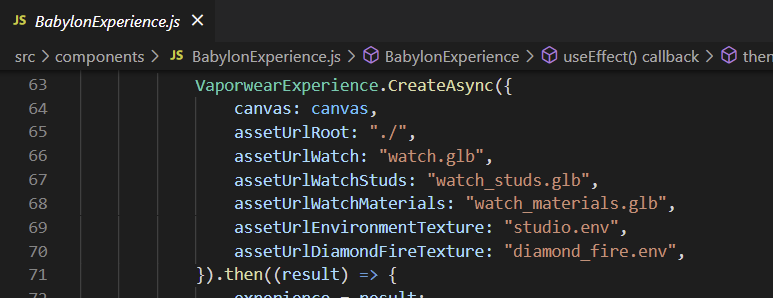 JS BabylonExperience.js ×
src > components > JS BabylonExperience.js > BabylonExperience > useEffect() callback > then
63 VaporwearExperience.CreateAsync({
64 canvas: canvas,
65 assetUrlRoot: "./",
66 assetUrlWatch: "watch.glb",
67 assetUrlWatchStuds: "watch_studs.glb",
68 assetUrlWatchMaterials: "watch_materials.glb",
69 assetUrlEnvironmentTexture: "studio.env",
70 assetUrlDiamondFireTexture: "diamond_fire.env",
71 }).then((result) => {
experience = result;